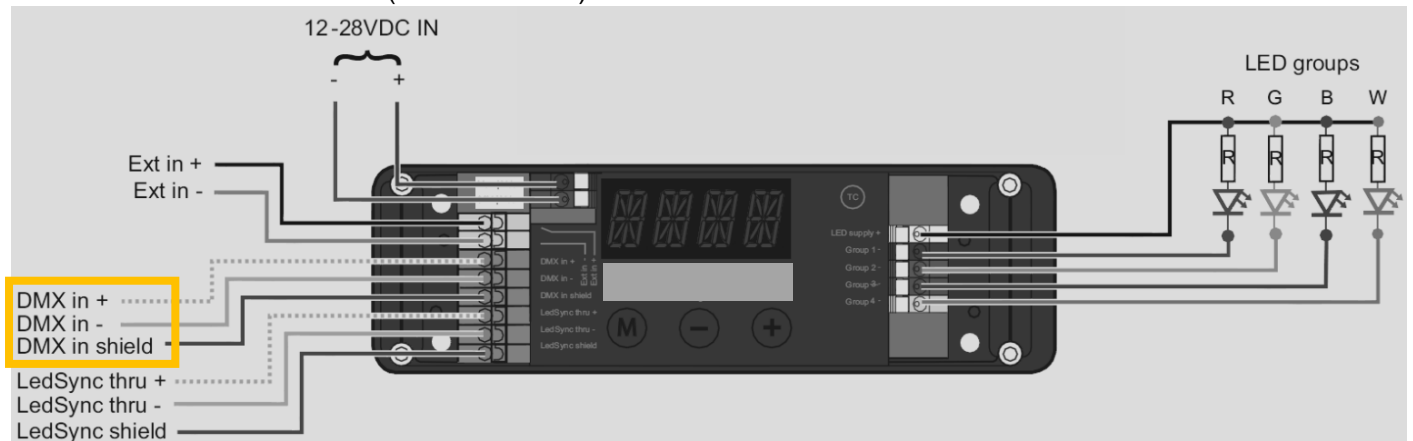 12-28VDC IN
- +
LED groups
R G B W
R R R R
Ext in +
Ext in -
TC
LED supply +
Group 1 -
Group 2 -
Group 3 -
Group 4 -
DMX in +
DMX in -
DMX in shield
LedSync thru +
LedSync thru -
LedSync shield
Ext in -
Ext in +
M - +
DMX in +
DMX in -
DMX in shield
LedSync thru +
LedSync thru -
LedSync shield